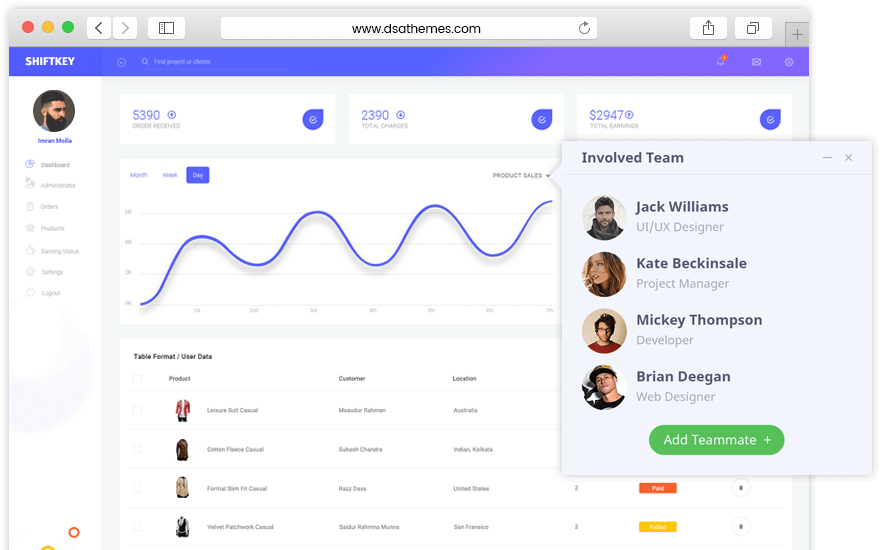 www.dsathemes.com
SHIFTKEY
Find project or clients
Imran Molla
Dashboard
Administrator
Orders
Products
Earning Status
Settings
Logout
5390
ORDER RECEIVED
2390
TOTAL CHARGES
$2947
TOTAL EARNINGS
Month Week Day
PRODUCT SALES
6K
4K
2K
0K
1st 2nd 3rd 4th 5th 6th 7th
Table Format / User Data
Product Customer Location
Leisure Suit Casual Masudur Rahman Australia
Cotton Fleece Casual Subash Chandra Indian, Kolkata
Formal Slim Fit Casual Razz Dass United States 2 Paid
Velvet Patchwork Casual Saidur Rahmna Munna San Fransico 2 Failed
Involved Team
Jack Williams
UI/UX Designer
Kate Beckinsale
Project Manager
Mickey Thompson
Developer
Brian Deegan
Web Designer
Add Teammate +